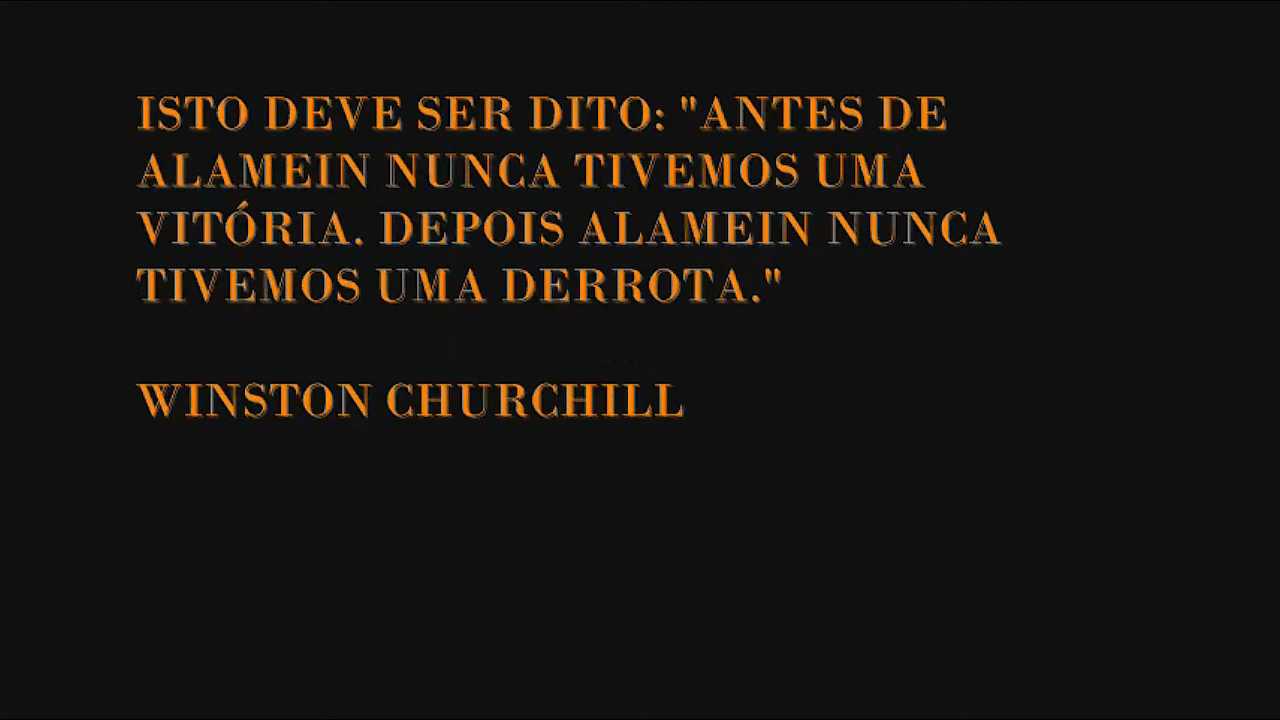 ISTO DEVE SER DITO: "ANTES DE
ALAMEIN NUNCA TIVEMOS UMA
VITÓRIA. DEPOIS ALAMEIN NUNCA
TIVEMOS UMA DERROTA."
WINSTON CHURCHILL